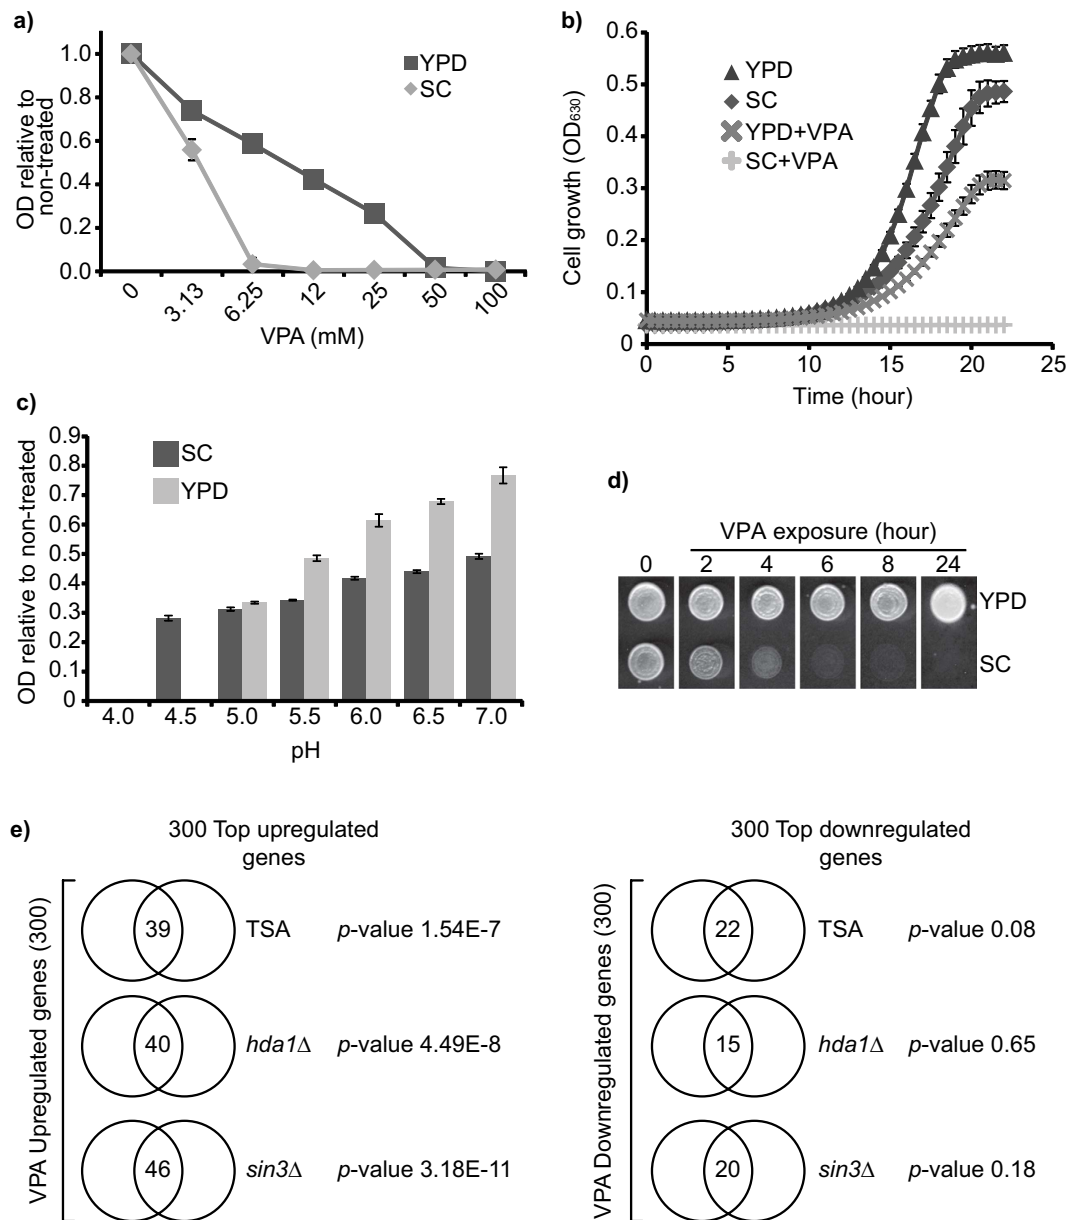 a)
OD relative to
non-treated
1.0
0.8
0.6
0.4
0.2
0.0
YPD
SC
0
3.13
6.25
12
25
50
100
VPA (mM)
b)
Cell growth (OD630)
0.6
0.5
0.4
0.3
0.2
0.1
0
YPD
SC
YPD+VPA
SC+VPA
0 5 10 15 20 25
Time (hour)
c)
OD relative to non-treated
0.9
0.8
0.7
0.6
0.5
0.4
0.3
0.2
0.1
0
SC
YPD
4.0 4.5 5.0 5.5 6.0 6.5 7.0
pH
d)
VPA exposure (hour)
0 2 4 6 8 24
YPD
SC
e)
300 Top upregulated
genes
VPA Upregulated genes (300)
39 TSA p-value 1.54E-7
40 hda1Δ p-value 4.49E-8
46 sin3Δ p-value 3.18E-11
300 Top downregulated
genes
VPA Downregulated genes (300)
22 TSA p-value 0.08
15 hda1Δ p-value 0.65
20 sin3Δ p-value 0.18